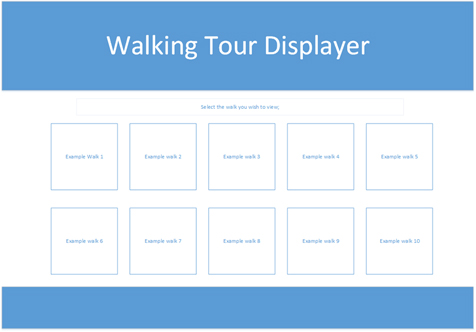 Walking Tour Displayer
Select the walk you wish to view;
Example Walk 1
Example walk 2
Example walk 3
Example walk 4
Example walk 5
Example walk 6
Example walk 7
Example walk 8
Example walk 9
Example walk 10